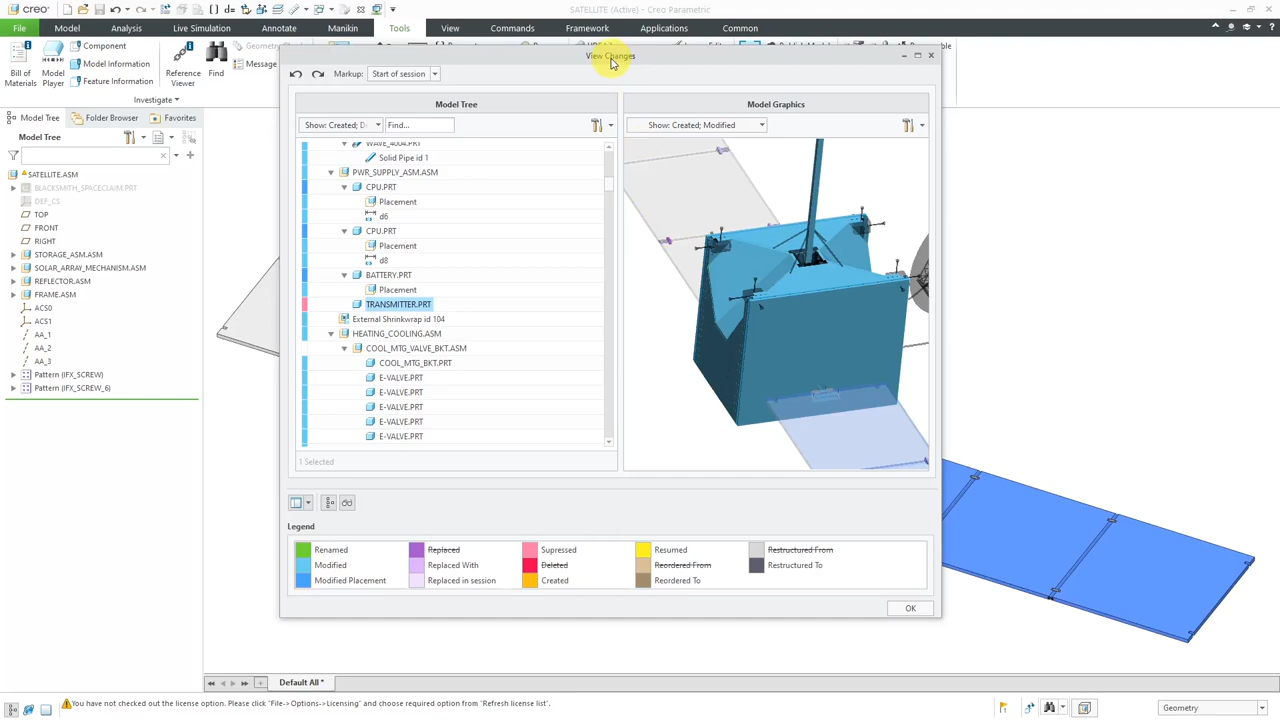 creo
SATELLITE (Active) - Creo Parametric
File Model Analysis Live Simulation Annotate Manikin Tools View Commands Framework Applications Common
Bill of Materials
Model Player
Component
Model Information
Feature Information
Reference Viewer
Find
Message
Investigate
View Changes
Markup: Start of session
Model Tree Folder Browser Favorites
Model Tree
SATELLITE.ASM
BLACKSMITH_SPACECLAIM.PRT
DEF_CS
TOP
FRONT
RIGHT
STORAGE_ASM.ASM
SOLAR_ARRAY_MECHANISM.ASM
REFLECTOR.ASM
FRAME.ASM
ACS0
ACS1
AA_1
AA_2
AA_3
Pattern (IFX_SCREW)
Pattern (IFX_SCREW_6)
Model Tree
Show: Created; D
Find...
WAVE_4004.PRT
Solid Pipe id 1
PWR_SUPPLY_ASM.ASM
CPU.PRT
Placement
d6
CPU.PRT
Placement
d8
BATTERY.PRT
Placement
TRANSMITTER.PRT
External Shrinkwrap id 104
HEATING_COOLING.ASM
COOL_MTG_VALVE_BKT.ASM
COOL_MTG_BKT.PRT
E-VALVE.PRT
E-VALVE.PRT
E-VALVE.PRT
E-VALVE.PRT
E-VALVE.PRT
1 Selected
Model Graphics
Show: Created; Modified
Legend
Renamed Replaced Supressed Resumed Restructured From
Modified Replaced With Deleted Reordered From Restructured To
Modified Placement Replaced in session Created Reordered To
OK
Default All *
You have not checked out the license option. Please click "File->Options->Licensing" and choose required option from "Refresh license list".
Geometry